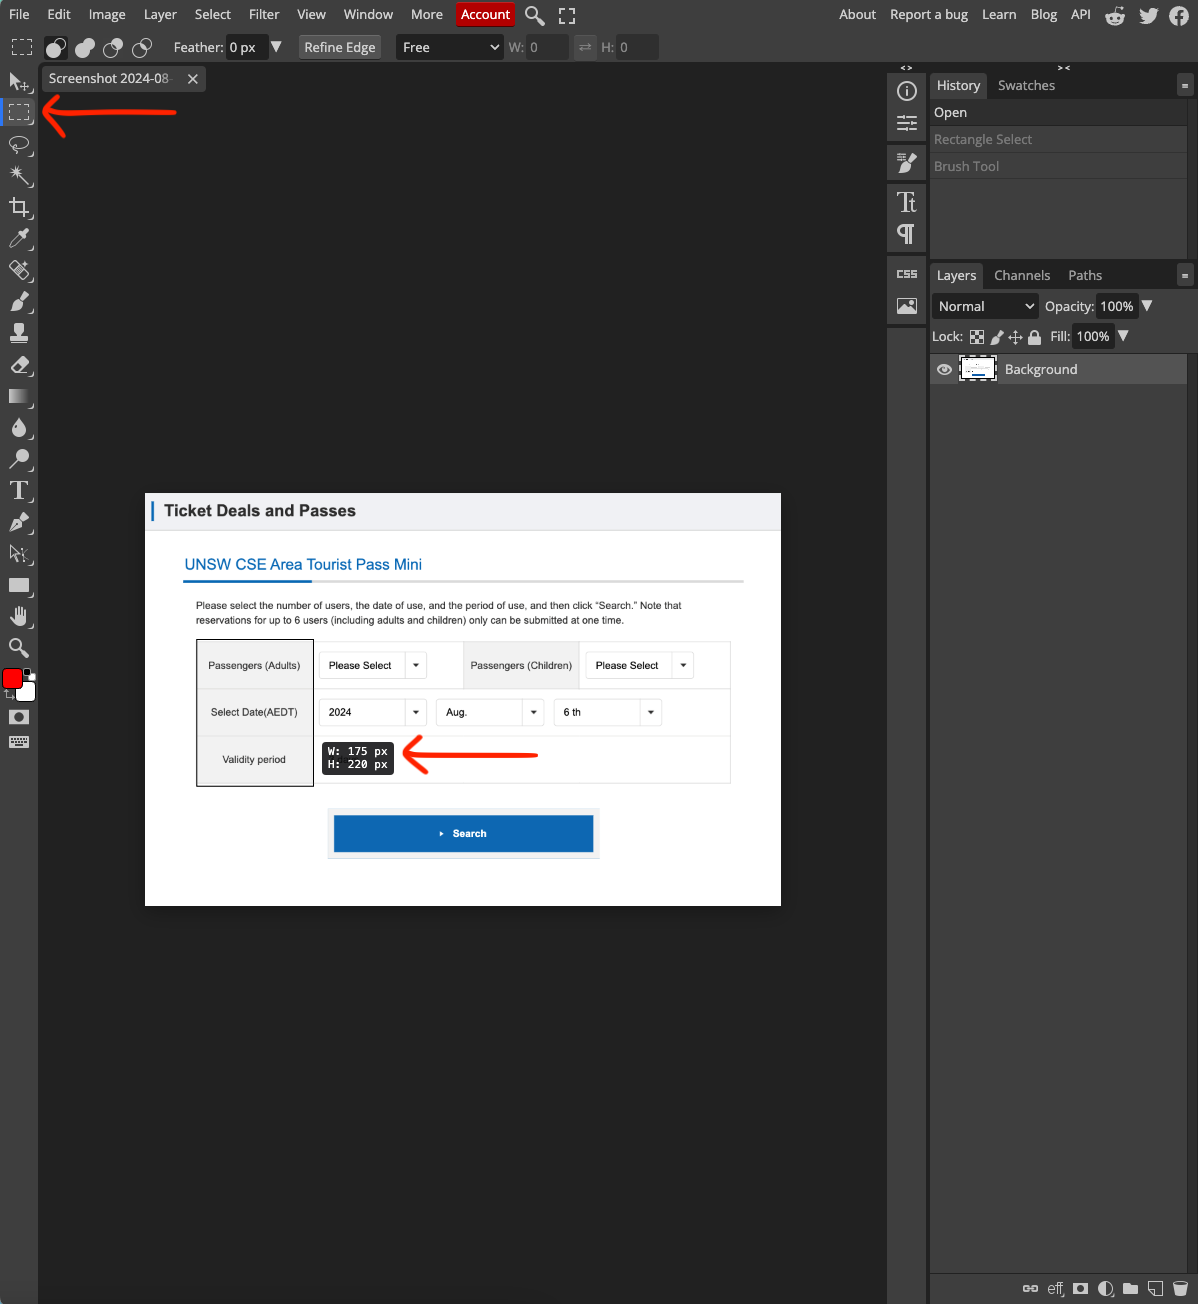 File Edit Image Layer Select Filter View Window More Account About Report a bug Learn Blog API
Feather: 0 px Refine Edge Free W: 0 H: 0
Screenshot 2024-08-
History Swatches
Open
Rectangle Select
Brush Tool
Tt
CSS
Layers Channels Paths
Normal Opacity: 100%
Lock: Fill: 100%
Background
T
Ticket Deals and Passes
UNSW CSE Area Tourist Pass Mini
Please select the number of users, the date of use, and the period of use, and then click “Search.” Note that
reservations for up to 6 users (including adults and children) only can be submitted at one time.
Passengers (Adults) Please Select Passengers (Children) Please Select
Select Date(AEDT) 2024 Aug. 6 th
Validity period
W: 175 px
H: 220 px
Search
eff